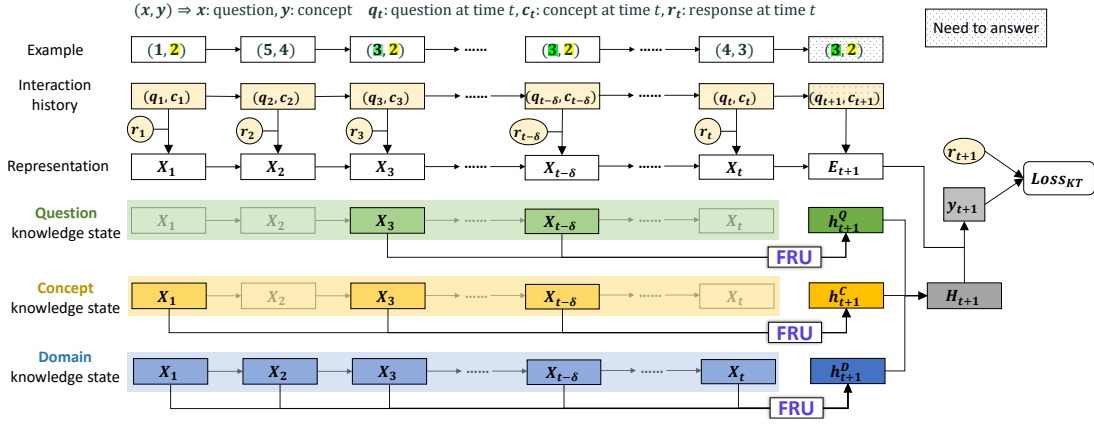 (x, y) ⇒ x: question, y: concept q_t: question at time t, c_t: concept at time t, r_t: response at time t
Example (1, 2) (5, 4) (3, 2) ...... (3, 2) ...... (4, 3) (3, 2) Need to answer
Interaction
history
(q_1, c_1) (q_2, c_2) (q_3, c_3) ...... (q_{t−δ}, c_{t−δ}) ...... (q_t, c_t) (q_{t+1}, c_{t+1})
r_1 r_2 r_3 r_{t−δ} r_t
Representation X_1 X_2 X_3 ...... X_{t−δ} ...... X_t E_{t+1}
r_{t+1} Loss_{KT}
y_{t+1}
Question
knowledge state
X_1 X_2 X_3 ...... X_{t−δ} ...... X_t h_{t+1}^Q
FRU
Concept
knowledge state
X_1 X_2 X_3 ...... X_{t−δ} ...... X_t h_{t+1}^C H_{t+1}
FRU
Domain
knowledge state
X_1 X_2 X_3 ...... X_{t−δ} ...... X_t h_{t+1}^D
FRU